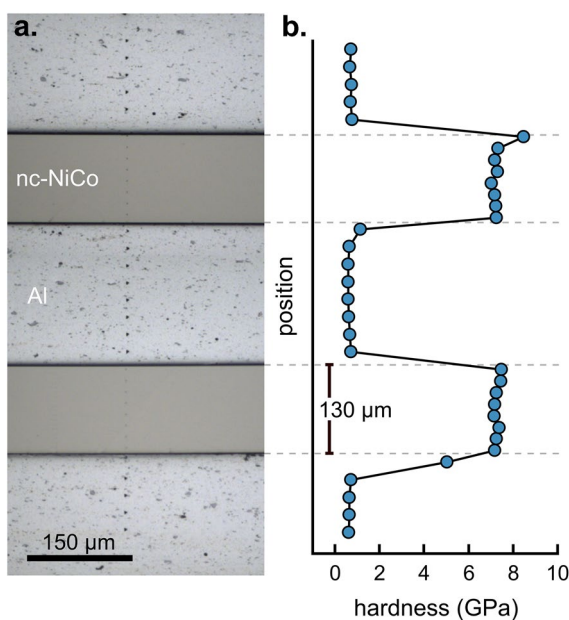 a.
nc-NiCo
Al
150 µm
b.
position
130 µm
0 2 4 6 8 10
hardness (GPa)